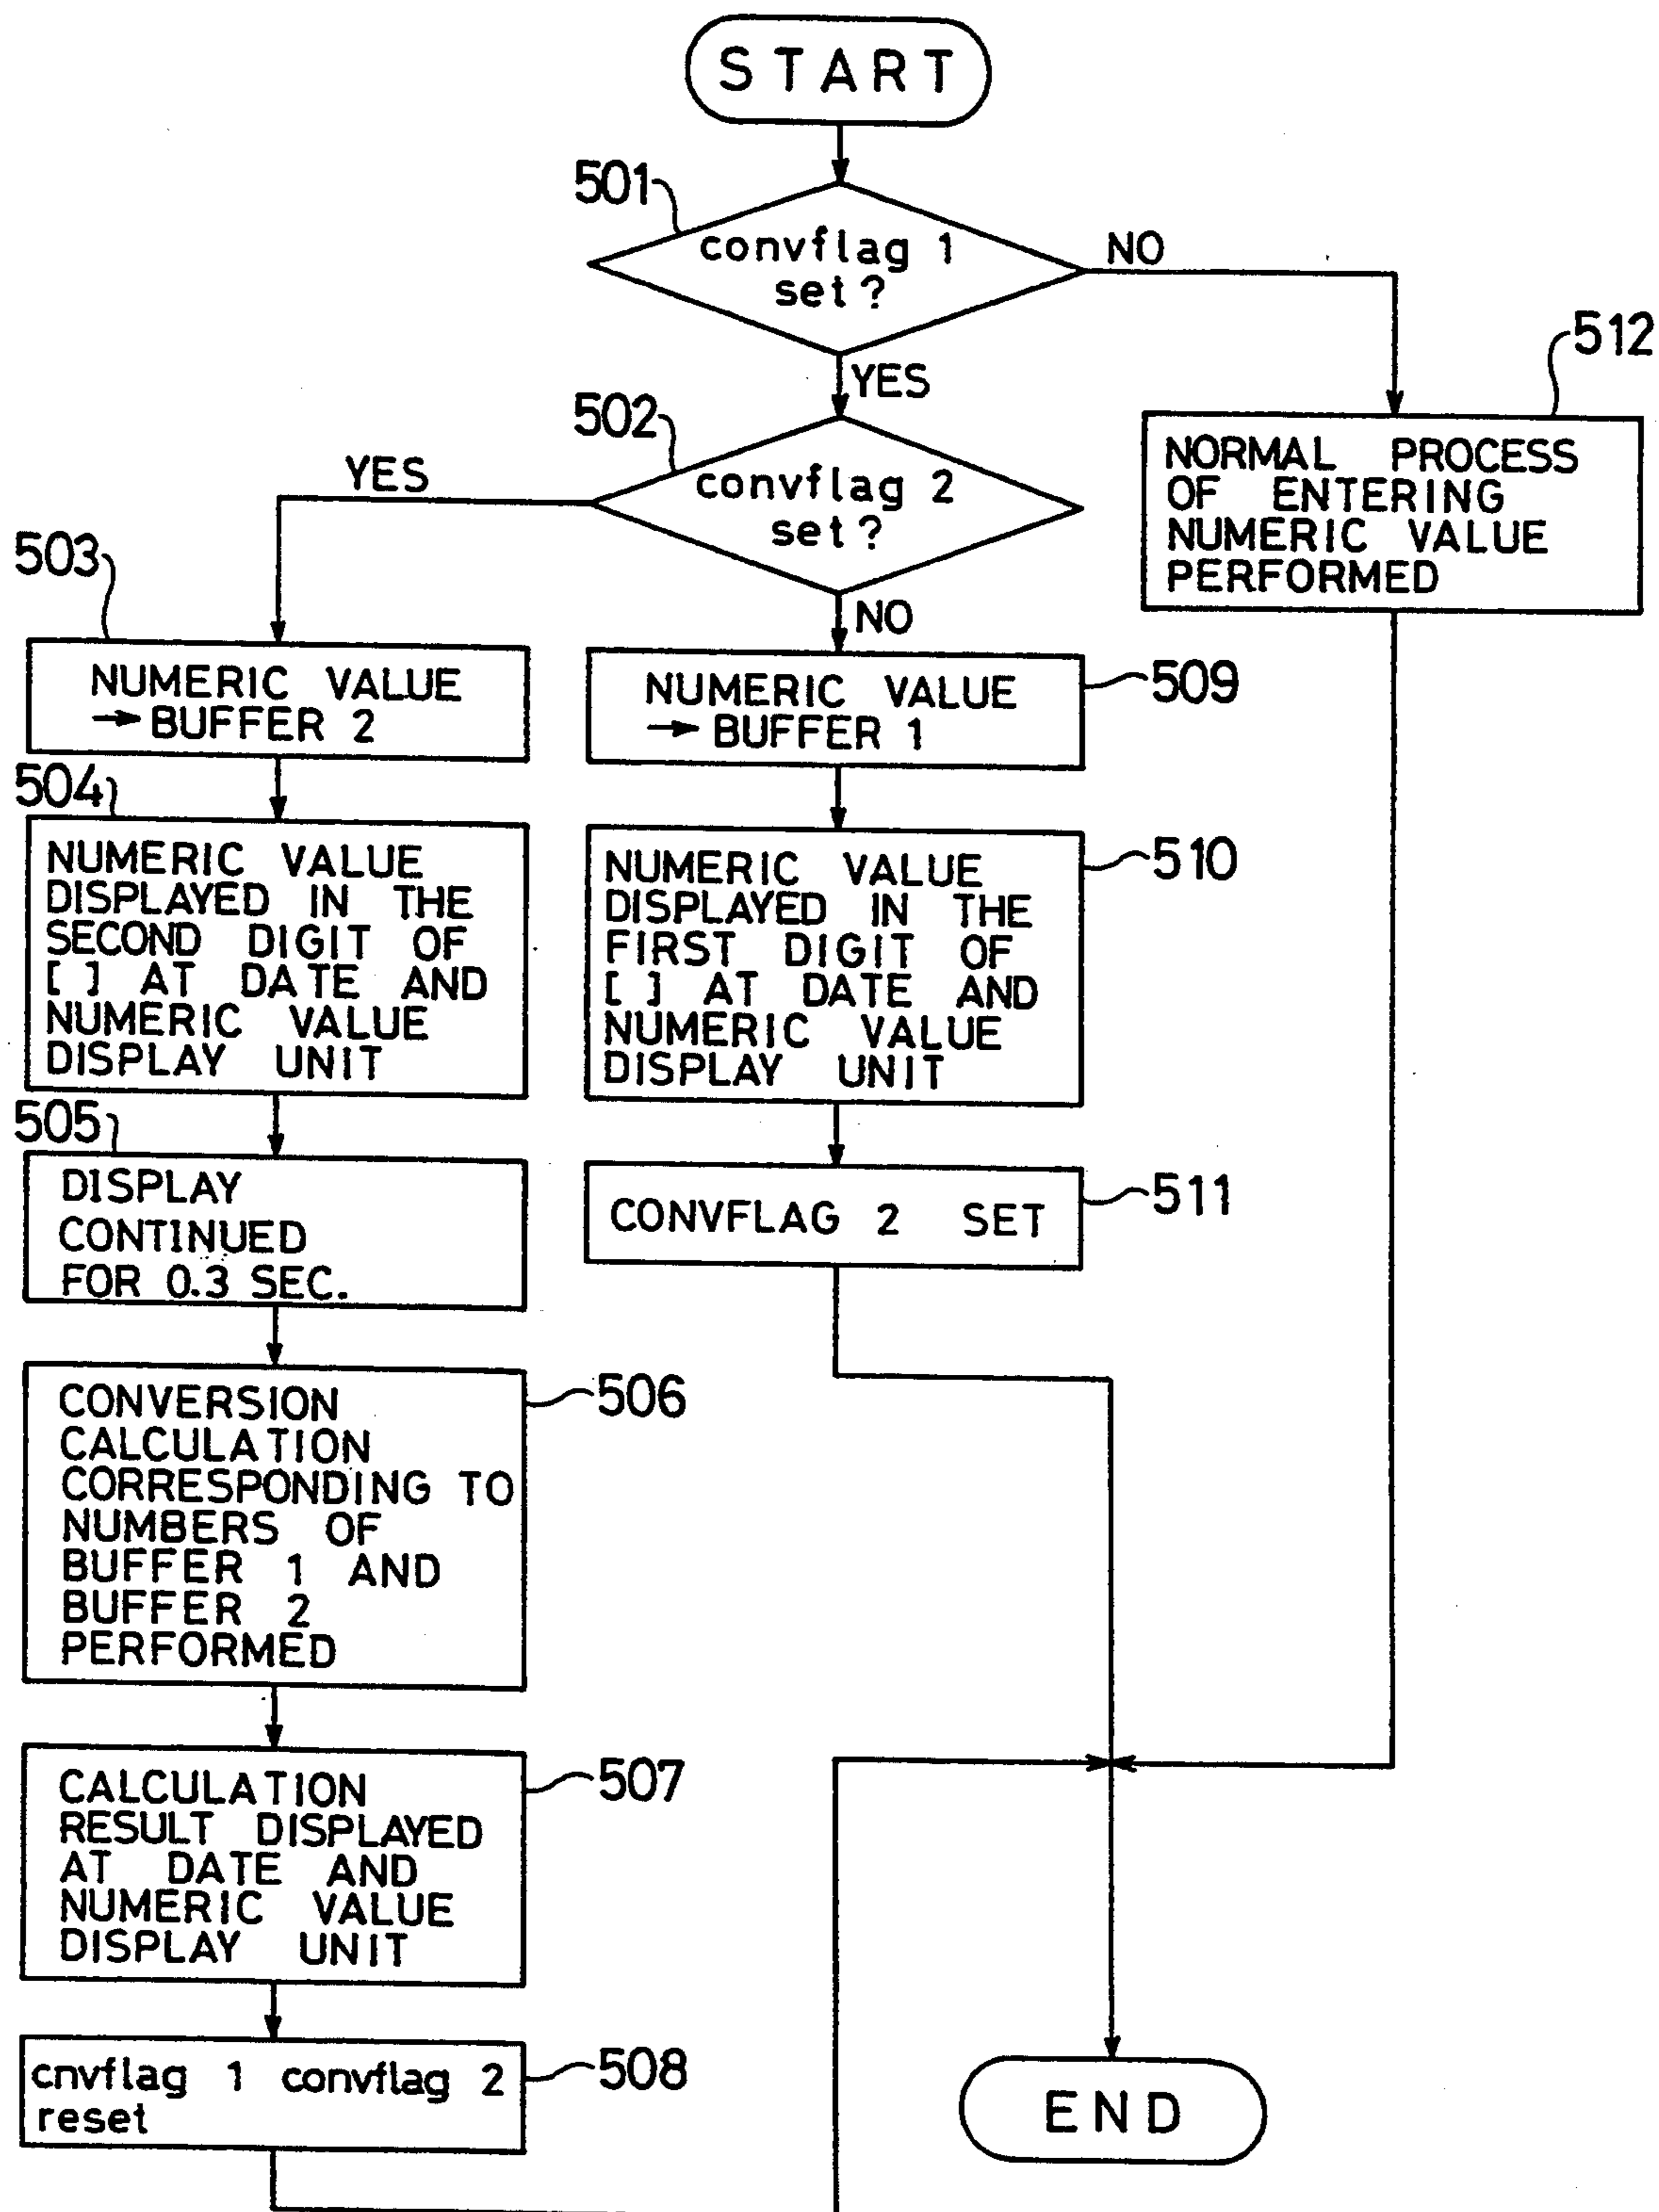 START
501
convflag 1
set?
NO
YES
512
NORMAL PROCESS
OF ENTERING
NUMERIC VALUE
PERFORMED
502
convflag 2
set?
YES
NO
503
NUMERIC VALUE
→ BUFFER 2
504
NUMERIC VALUE
DISPLAYED IN THE
SECOND DIGIT OF
[ ] AT DATE AND
NUMERIC VALUE
DISPLAY UNIT
505
DISPLAY
CONTINUED
FOR 0.3 SEC.
506
CONVERSION
CALCULATION
CORRESPONDING TO
NUMBERS OF
BUFFER 1 AND
BUFFER 2
PERFORMED
507
CALCULATION
RESULT DISPLAYED
AT DATE AND
NUMERIC VALUE
DISPLAY UNIT
508
cnvflag 1 convflag 2
reset
509
NUMERIC VALUE
→ BUFFER 1
510
NUMERIC VALUE
DISPLAYED IN THE
FIRST DIGIT OF
[ ] AT DATE AND
NUMERIC VALUE
DISPLAY UNIT
511
CONVFLAG 2 SET
END